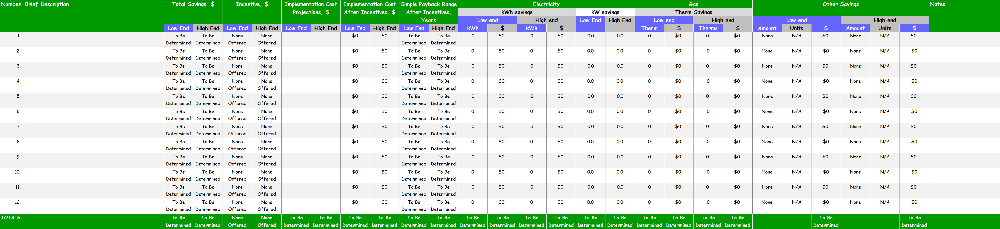 Number Brief Description Total Savings $ Incentive, $ Implementation Cost Implementation Cost Simple Payback Range Electricity Gas Other Savings Notes
Projections, $ After Incentives, $ After Incentives, kWh savings kW savings Therm Savings
Years Low end High end Low End High End Low end High end Low end High end
Low End High End Low End High End Low End High End Low End High End Low End High End kWh $ kWh $ Therm $ Therms $ Amount Units $ Amount Units $
1. To Be To Be None None $0 $0 To Be To Be 0 $0 0 $0 0.0 0.0 0 $0 0 $0 None N/A $0 None N/A $0
Determined Determined Offered Offered Determined Determined
2. To Be To Be None None $0 $0 To Be To Be 0 $0 0 $0 0.0 0.0 0 $0 0 $0 None N/A $0 None N/A $0
Determined Determined Offered Offered Determined Determined
3. To Be To Be None None $0 $0 To Be To Be 0 $0 0 $0 0.0 0.0 0 $0 0 $0 None N/A $0 None N/A $0
Determined Determined Offered Offered Determined Determined
4. To Be To Be None None $0 $0 To Be To Be 0 $0 0 $0 0.0 0.0 0 $0 0 $0 None N/A $0 None N/A $0
Determined Determined Offered Offered Determined Determined
5. To Be To Be None None $0 $0 To Be To Be 0 $0 0 $0 0.0 0.0 0 $0 0 $0 None N/A $0 None N/A $0
Determined Determined Offered Offered Determined Determined
6. To Be To Be None None $0 $0 To Be To Be 0 $0 0 $0 0.0 0.0 0 $0 0 $0 None N/A $0 None N/A $0
Determined Determined Offered Offered Determined Determined
7. To Be To Be None None $0 $0 To Be To Be 0 $0 0 $0 0.0 0.0 0 $0 0 $0 None N/A $0 None N/A $0
Determined Determined Offered Offered Determined Determined
8. To Be To Be None None $0 $0 To Be To Be 0 $0 0 $0 0.0 0.0 0 $0 0 $0 None N/A $0 None N/A $0
Determined Determined Offered Offered Determined Determined
9. To Be To Be None None $0 $0 To Be To Be 0 $0 0 $0 0.0 0.0 0 $0 0 $0 None N/A $0 None N/A $0
Determined Determined Offered Offered Determined Determined
10. To Be To Be None None $0 $0 To Be To Be 0 $0 0 $0 0.0 0.0 0 $0 0 $0 None N/A $0 None N/A $0
Determined Determined Offered Offered Determined Determined
11. To Be To Be None None $0 $0 To Be To Be 0 $0 0 $0 0.0 0.0 0 $0 0 $0 None N/A $0 None N/A $0
Determined Determined Offered Offered Determined Determined
12. To Be To Be None None $0 $0 To Be To Be 0 $0 0 $0 0.0 0.0 0 $0 0 $0 None N/A $0 None N/A $0
Determined Determined Offered Offered Determined Determined
TOTALS To Be To Be None None To Be To Be To Be To Be To Be To Be To Be To Be To Be To Be To Be To Be To Be To Be To Be To Be To Be To Be
Determined Determined Offered Offered Determined Determined Determined Determined Determined Determined Determined Determined Determined Determined Determined Determined Determined Determined Determined Determined Determined Determined